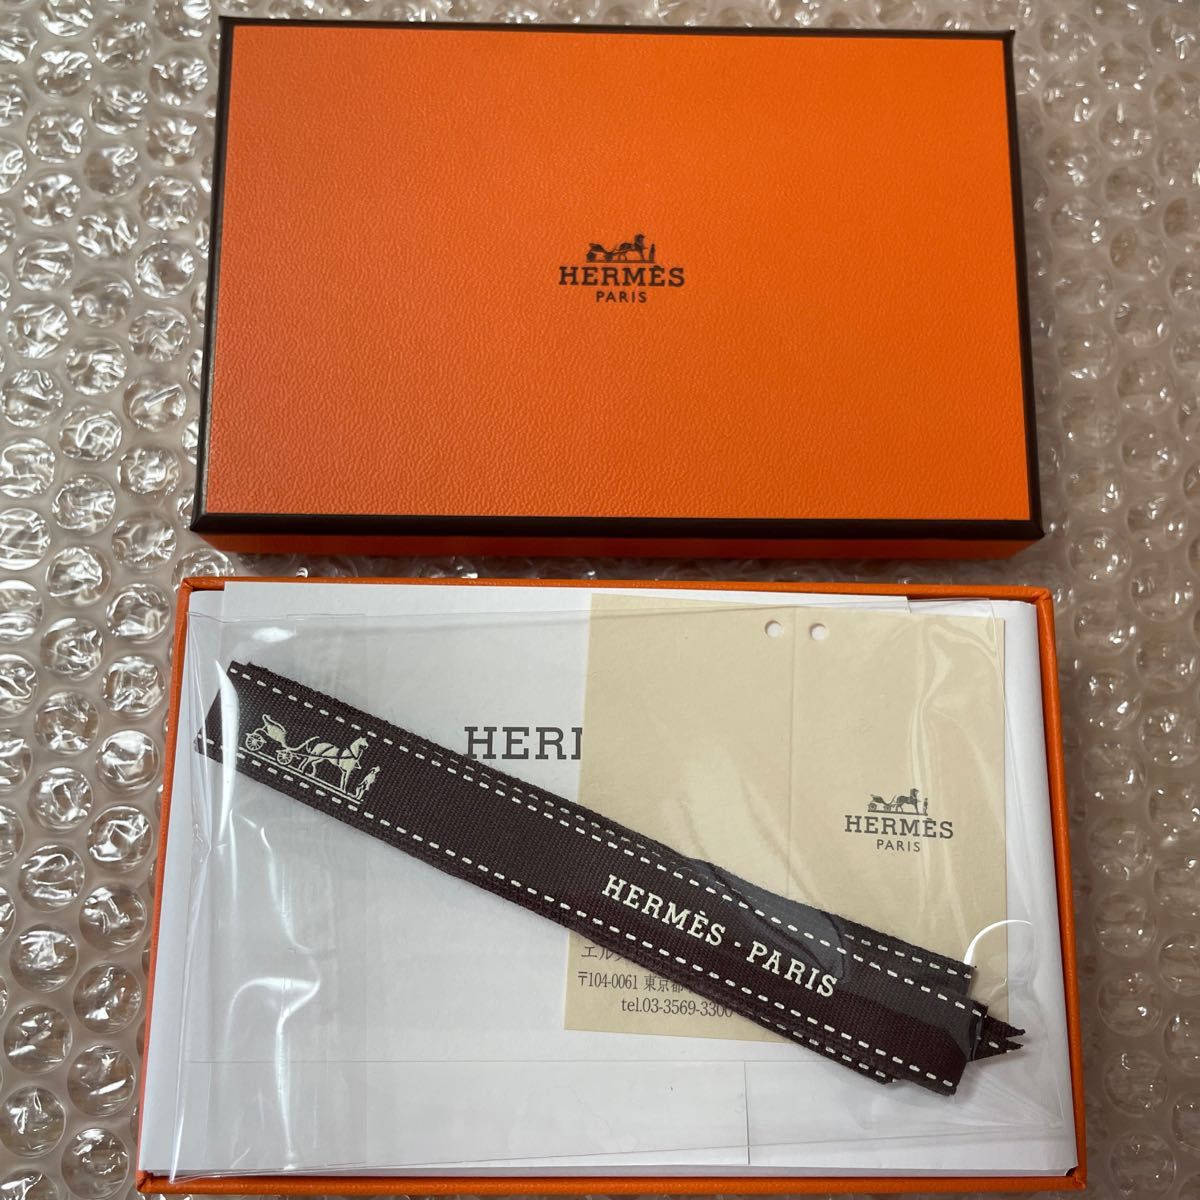 HERMÈS
PARIS
HERM
HERMÈS
PARIS
HERMÈS · PARIS
エル
〒104-0061 東京都
tel.03-3569-3300